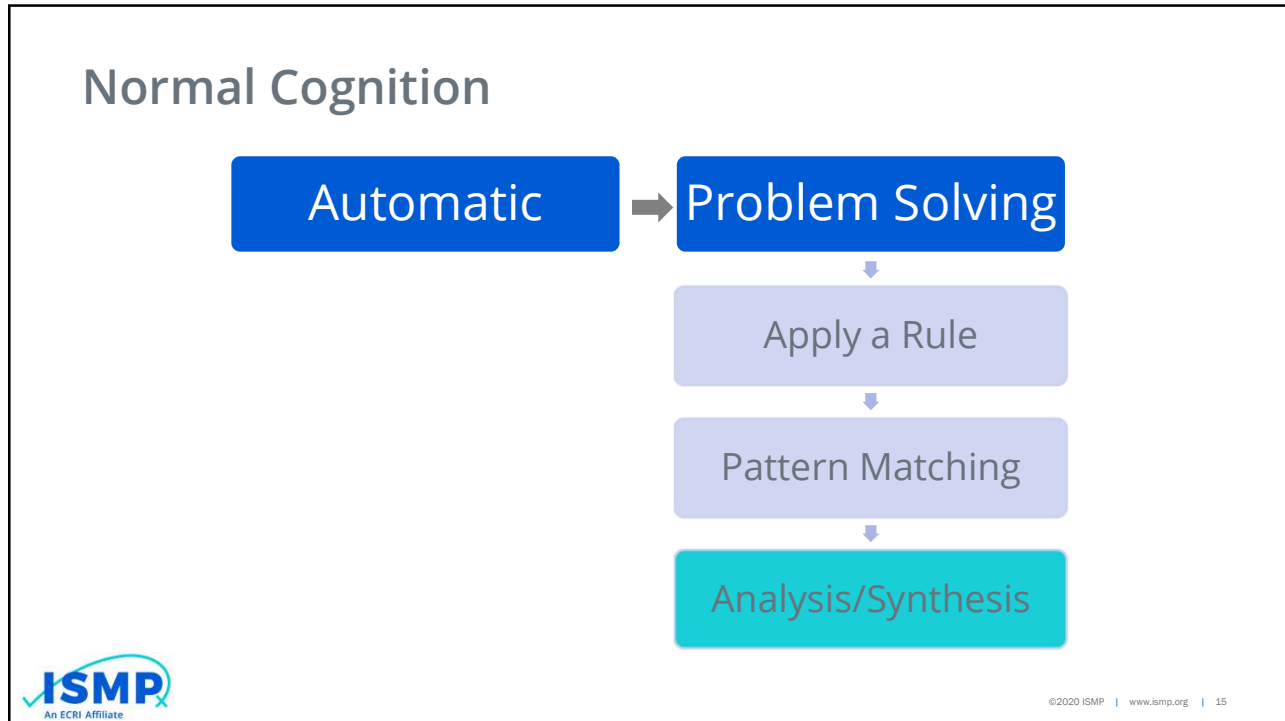 Normal Cognition
Automatic
Problem Solving
Apply a Rule
Pattern Matching
Analysis/Synthesis
ISMP
An ECRI Affiliate
©2020 ISMP | www.ismp.org | 15